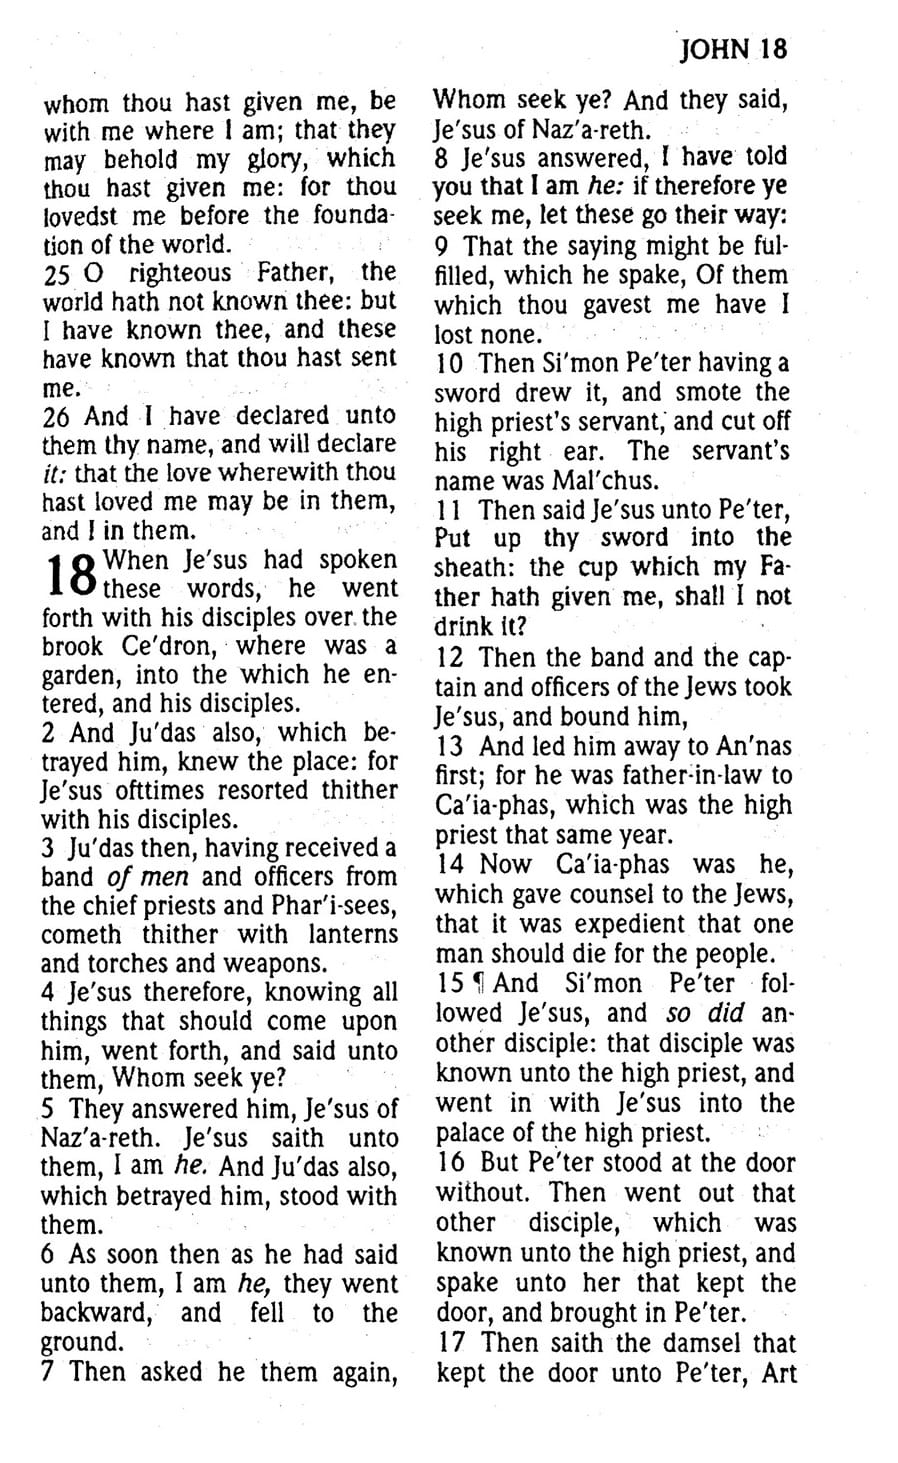 JOHN 18
whom thou hast given me, be
with me where I am; that they
may behold my glory, which
thou hast given me: for thou
lovedst me before the founda-
tion of the world.
25 O righteous Father, the
world hath not known thee: but
I have known thee, and these
have known that thou hast sent
me.
26 And I have declared unto
them thy name, and will declare
it: that the love wherewith thou
hast loved me may be in them,
and I in them.
18 When Je'sus had spoken
these words, he went
forth with his disciples over the
brook Ce'dron, where was a
garden, into the which he en-
tered, and his disciples.
2 And Ju'das also, which be-
trayed him, knew the place: for
Je'sus ofttimes resorted thither
with his disciples.
3 Ju'das then, having received a
band of men and officers from
the chief priests and Phar'i-sees,
cometh thither with lanterns
and torches and weapons.
4 Je'sus therefore, knowing all
things that should come upon
him, went forth, and said unto
them, Whom seek ye?
5 They answered him, Je'sus of
Naz'a-reth. Je'sus saith unto
them, I am he. And Ju'das also,
which betrayed him, stood with
them.
6 As soon then as he had said
unto them, I am he, they went
backward, and fell to the
ground.
7 Then asked he them again,
Whom seek ye? And they said,
Je'sus of Naz'a-reth.
8 Je'sus answered, I have told
you that I am he: if therefore ye
seek me, let these go their way:
9 That the saying might be ful-
filled, which he spake, Of them
which thou gavest me have I
lost none.
10 Then Si'mon Pe'ter having a
sword drew it, and smote the
high priest's servant, and cut off
his right ear. The servant's
name was Mal'chus.
11 Then said Je'sus unto Pe'ter,
Put up thy sword into the
sheath: the cup which my Fa-
ther hath given me, shall I not
drink it?
12 Then the band and the cap-
tain and officers of the Jews took
Je'sus, and bound him,
13 And led him away to An'nas
first; for he was father-in-law to
Ca'ia-phas, which was the high
priest that same year.
14 Now Ca'ia-phas was he,
which gave counsel to the Jews,
that it was expedient that one
man should die for the people.
15 ¶ And Si'mon Pe'ter fol-
lowed Je'sus, and so did an-
other disciple: that disciple was
known unto the high priest, and
went in with Je'sus into the
palace of the high priest.
16 But Pe'ter stood at the door
without. Then went out that
other disciple, which was
known unto the high priest, and
spake unto her that kept the
door, and brought in Pe'ter.
17 Then saith the damsel that
kept the door unto Pe'ter, Art